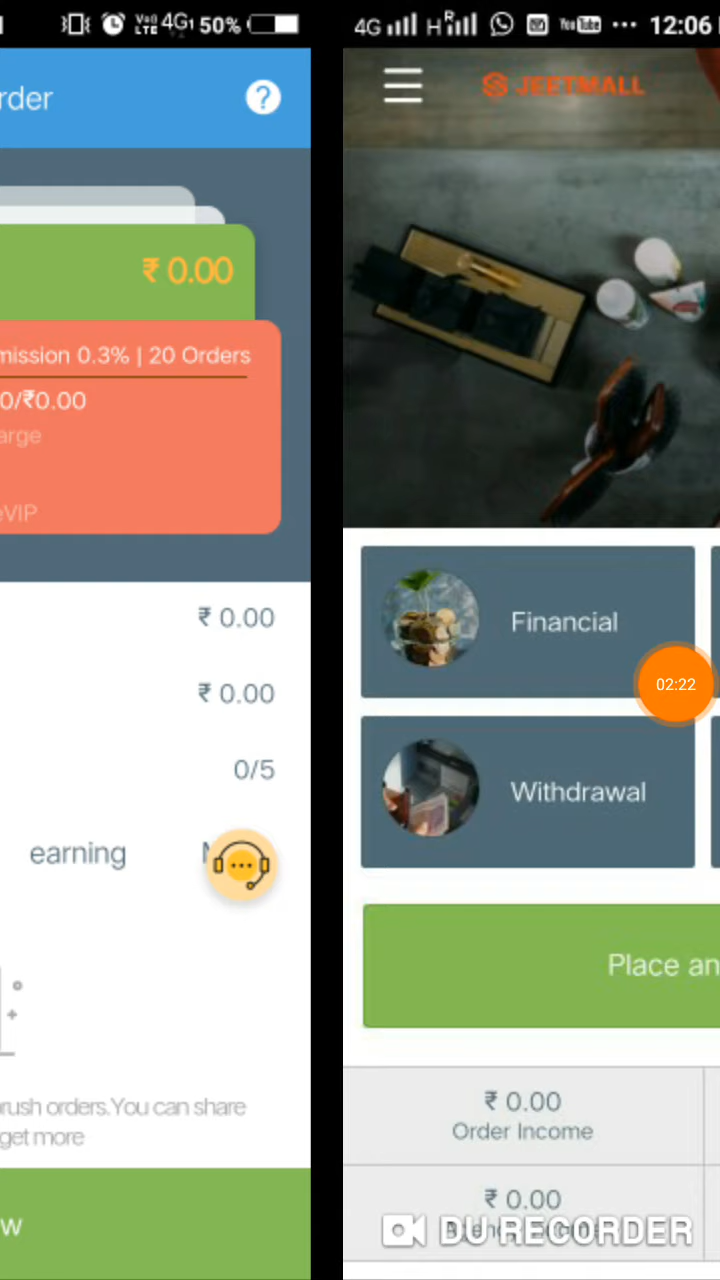 50%
rder
?
₹ 0.00
mission 0.3% | 20 Orders
0/₹0.00
arge
eVIP
₹ 0.00
₹ 0.00
0/5
earning
rush orders.You can share
get more
w
4G H R 12:06
JEETMALL
Financial
02:22
Withdrawal
Place an
₹ 0.00
Order Income
₹ 0.00
DU RECORDER